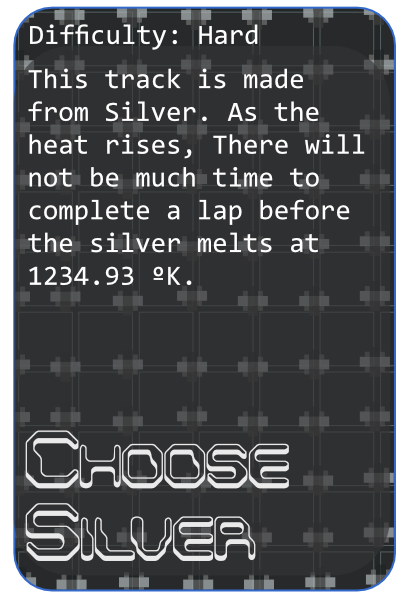 Difficulty: Hard
This track is made
from Silver. As the
heat rises, There will
not be much time to
complete a lap before
the silver melts at
1234.93 ºK.
Choose
Silver